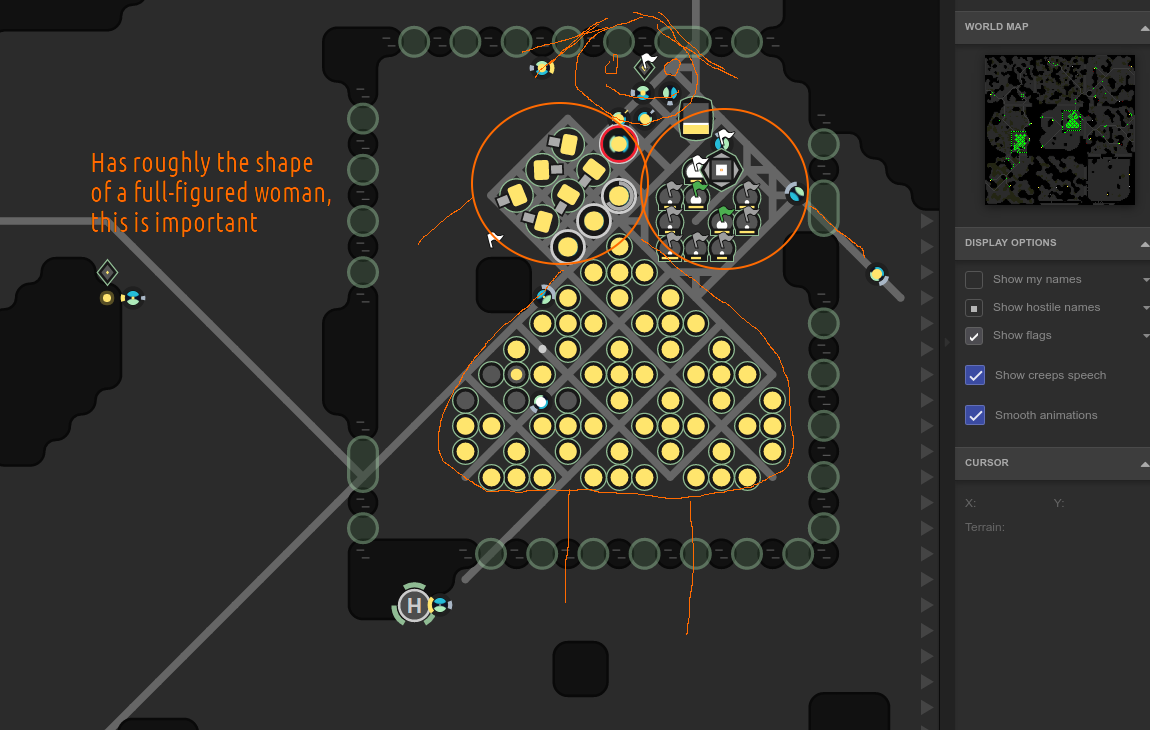 Has roughly the shape
of a full-figured woman,
this is important
H
WORLD MAP
DISPLAY OPTIONS
Show my names
Show hostile names
Show flags
Show creeps speech
Smooth animations
CURSOR
X: Y:
Terrain: